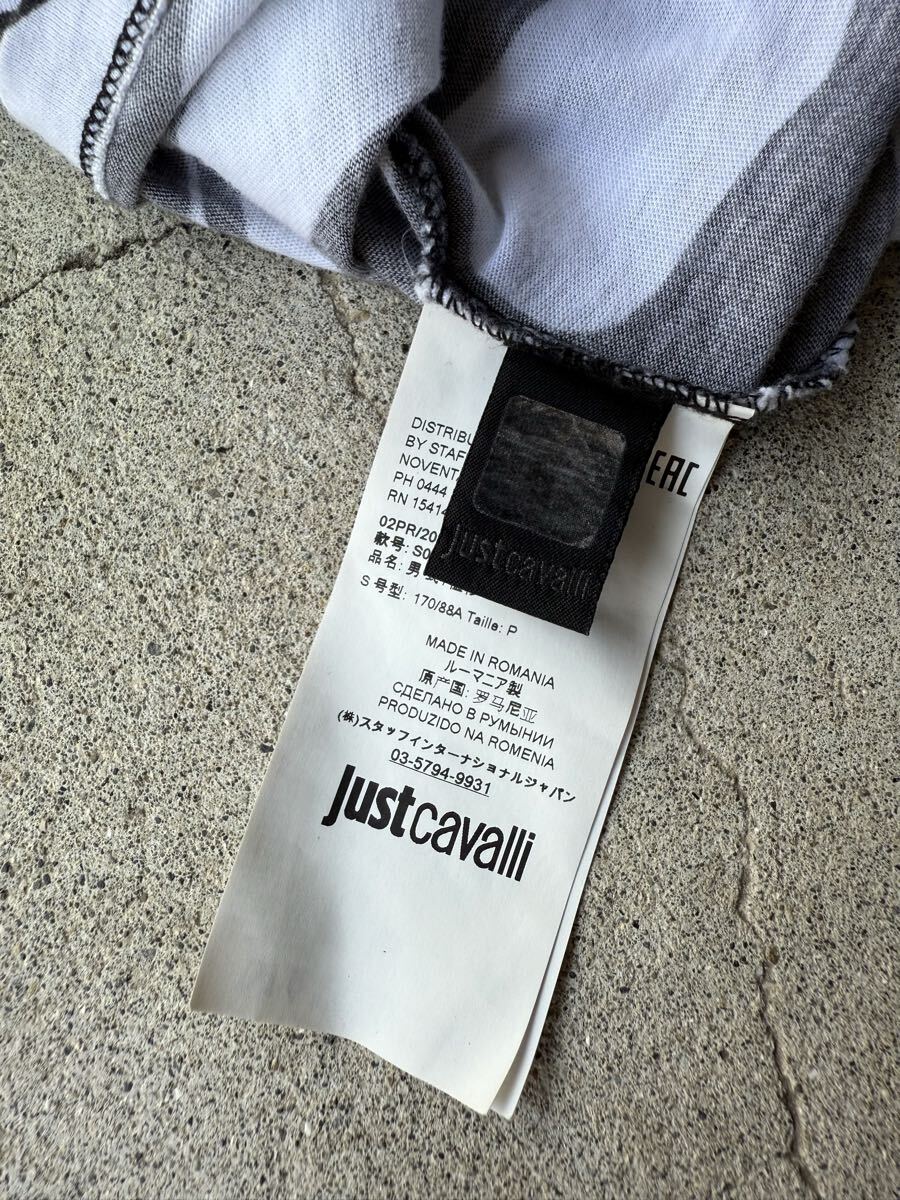 DISTRIBU
BY STAF
NOVENTA
PH 0444
RN 15414
02PR/20
款号: S0
品名: 男
S 号型: 170/88A Taille: P
MADE IN ROMANIA
ルーマニア製
原产国: 罗马尼亚
СДЕЛАНО В РУМЫНИИ
PRODUZIDO NA ROMENIA
(株)スタッフインターナショナルジャパン
03-5794-9931
justcavalli
justcavalli
EAC